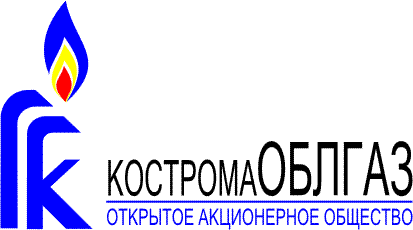 КОСТРОМАОБЛГАЗ
ОТКРЫТОЕ АКЦИОНЕРНОЕ ОБЩЕСТВО